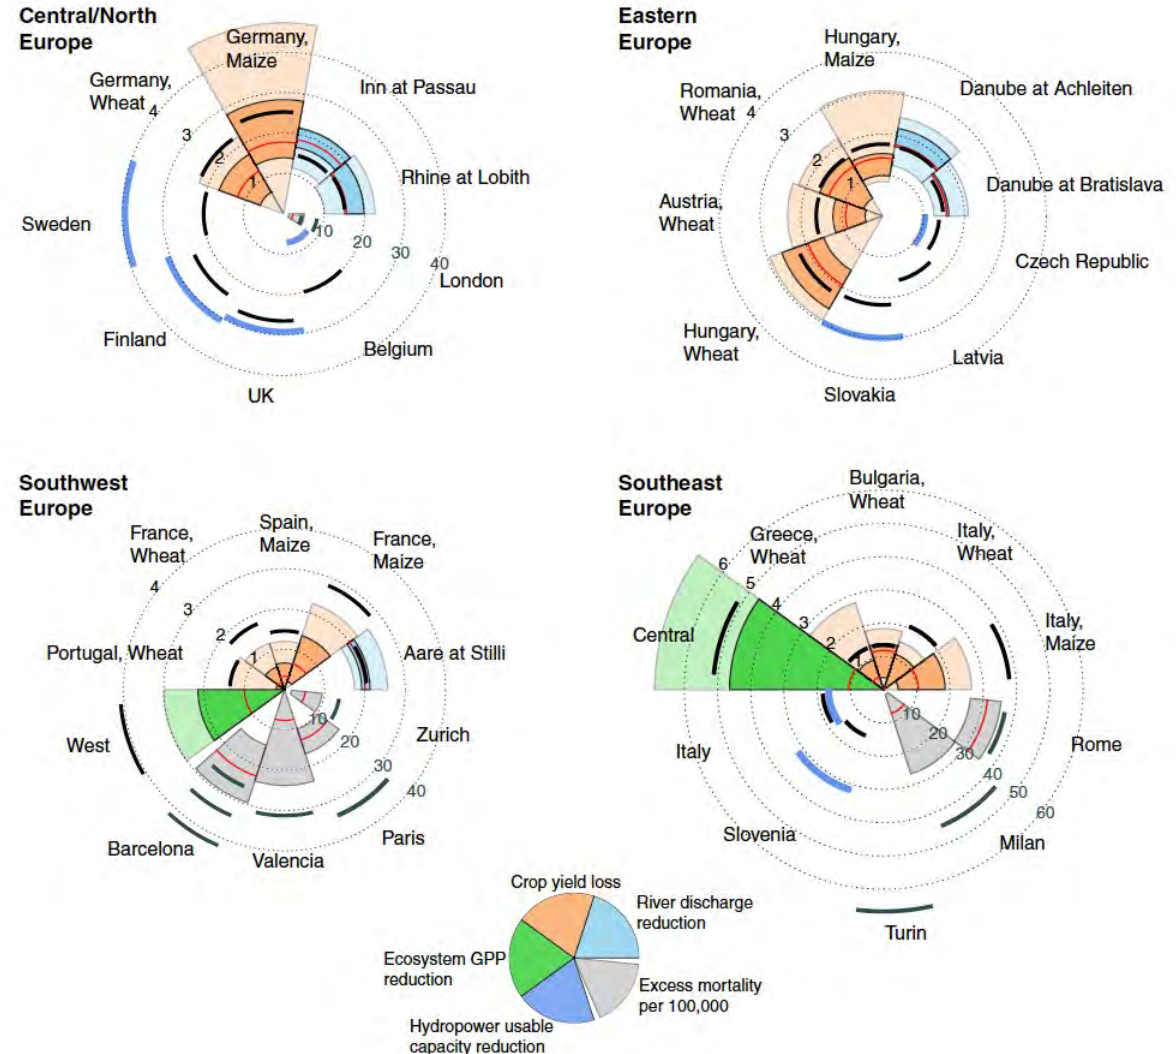 Central/North
Europe
Germany,
Maize
Germany,
Wheat
Inn at Passau
4
3
2
1
Rhine at Lobith
Sweden
10
20
30
40
London
Finland
Belgium
UK
Eastern
Europe
Hungary,
Maize
Romania,
Wheat
4
Danube at Achleiten
3
2
1
Danube at Bratislava
Austria,
Wheat
Czech Republic
Hungary,
Wheat
Latvia
Slovakia
Southwest
Europe
France,
Wheat
Spain,
Maize
France,
Maize
4
3
2
1
Portugal, Wheat
Aare at Stilli
10
20
30
40
West
Zurich
Paris
Barcelona
Valencia
Southeast
Europe
Bulgaria,
Wheat
Greece,
Wheat
Italy,
Wheat
6
5
4
3
2
1
Central
Italy,
Maize
10
20
30
40
50
60
Italy
Rome
Slovenia
Milan
Turin
Crop yield loss
River discharge
reduction
Ecosystem GPP
reduction
Excess mortality
per 100,000
Hydropower usable
capacity reduction